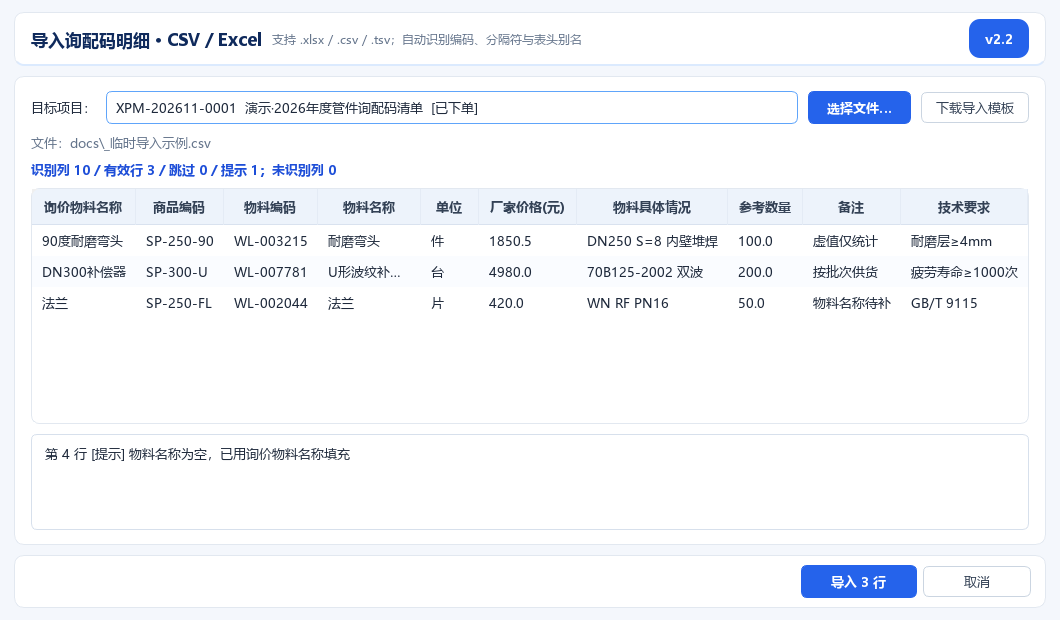 导入询配码明细 • CSV / Excel 支持 .xlsx / .csv / .tsv；自动识别编码、分隔符与表头别名 v2.2
目标项目： XPM-202611-0001 演示·2026年度管件询配码清单 [已下单] 选择文件... 下载导入模板
文件：docs\_临时导入示例.csv
识别列 10 / 有效行 3 / 跳过 0 / 提示 1；未识别列 0
询价物料名称 商品编码 物料编码 物料名称 单位 厂家价格(元) 物料具体情况 参考数量 备注 技术要求
90度耐磨弯头 SP-250-90 WL-003215 耐磨弯头 件 1850.5 DN250 S=8 内壁堆焊 100.0 虚值仅统计 耐磨层≥4mm
DN300补偿器 SP-300-U WL-007781 U形波纹补... 台 4980.0 70B125-2002 双波 200.0 按批次供货 疲劳寿命≥1000次
法兰 SP-250-FL WL-002044 法兰 片 420.0 WN RF PN16 50.0 物料名称待补 GB/T 9115
第 4 行 [提示] 物料名称为空，已用询价物料名称填充
导入 3 行 取消